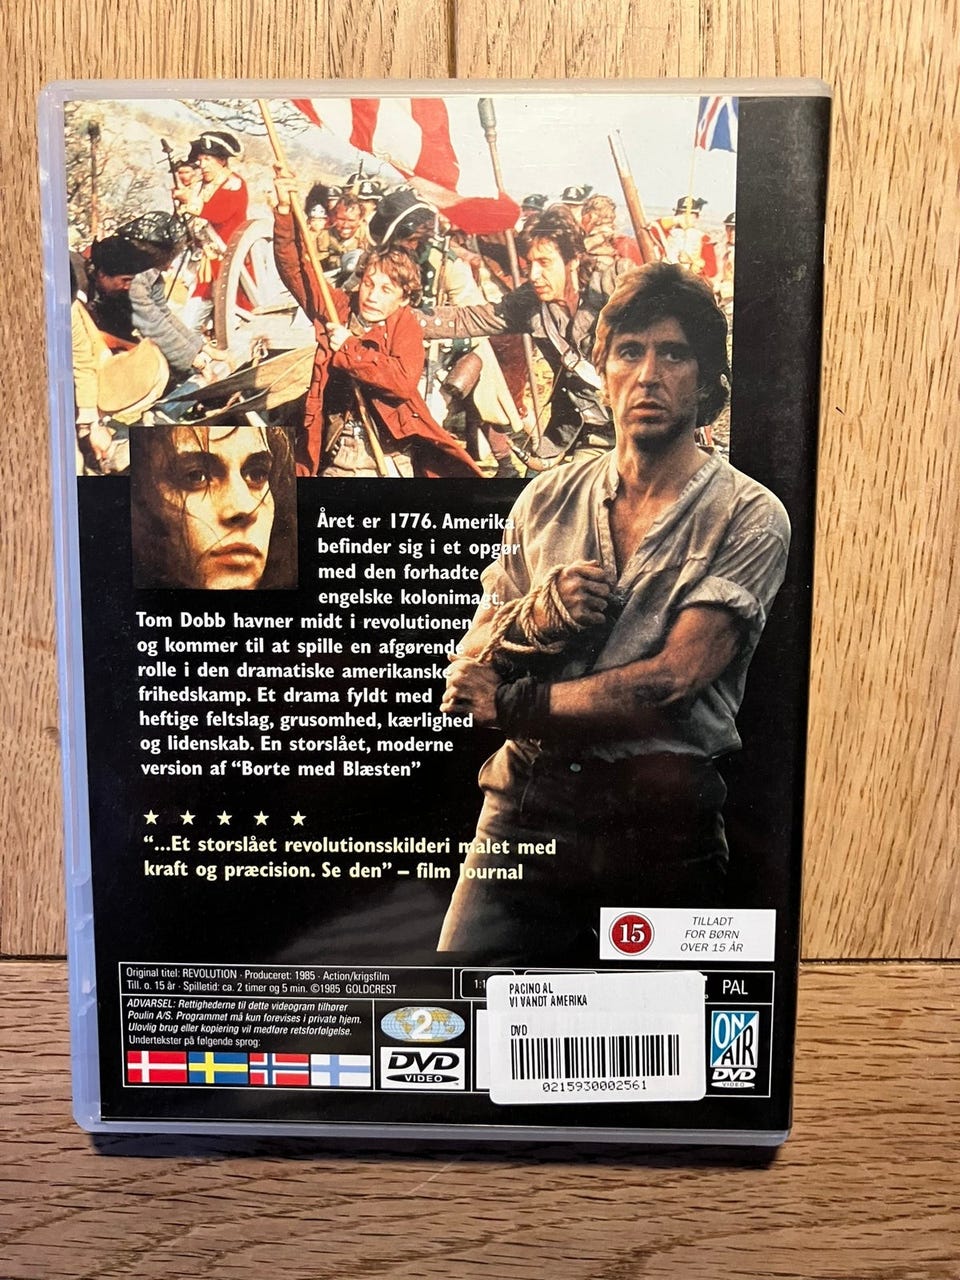 Året er 1776. Amerika
befinder sig i et opgør
med den forhadte
engelske kolonimagt.
Tom Dobb havner midt i revolutionen
og kommer til at spille en afgørende
rolle i den dramatiske amerikanske
frihedskamp. Et drama fyldt med
heftige feltslag, grusomhed, kærlighed
og lidenskab. En storslået, moderne
version af “Borte med Blæsten”
“...Et storslået revolutionsskilderi malet med
kraft og præcision. Se den” – film Journal
15
TILLADT
FOR BØRN
OVER 15 ÅR
Original titel: REVOLUTION · Produceret: 1985 · Action/krigsfilm
Till. o. 15 år · Spilletid: ca. 2 timer og 5 min. ©1985 GOLDCREST
ADVARSEL: Rettighederne til dette videogram tilhører
Poulin A/S. Programmet må kun forevises i private hjem.
Ulovlig brug eller kopiering vil medføre retsforfølgelse.
Undertekster på følgende sprog:
2
DVD
VIDEO
PACINO AL
VI VANDT AMERIKA
DVD
0215930002561
PAL
ON
AIR
DVD
VIDEO